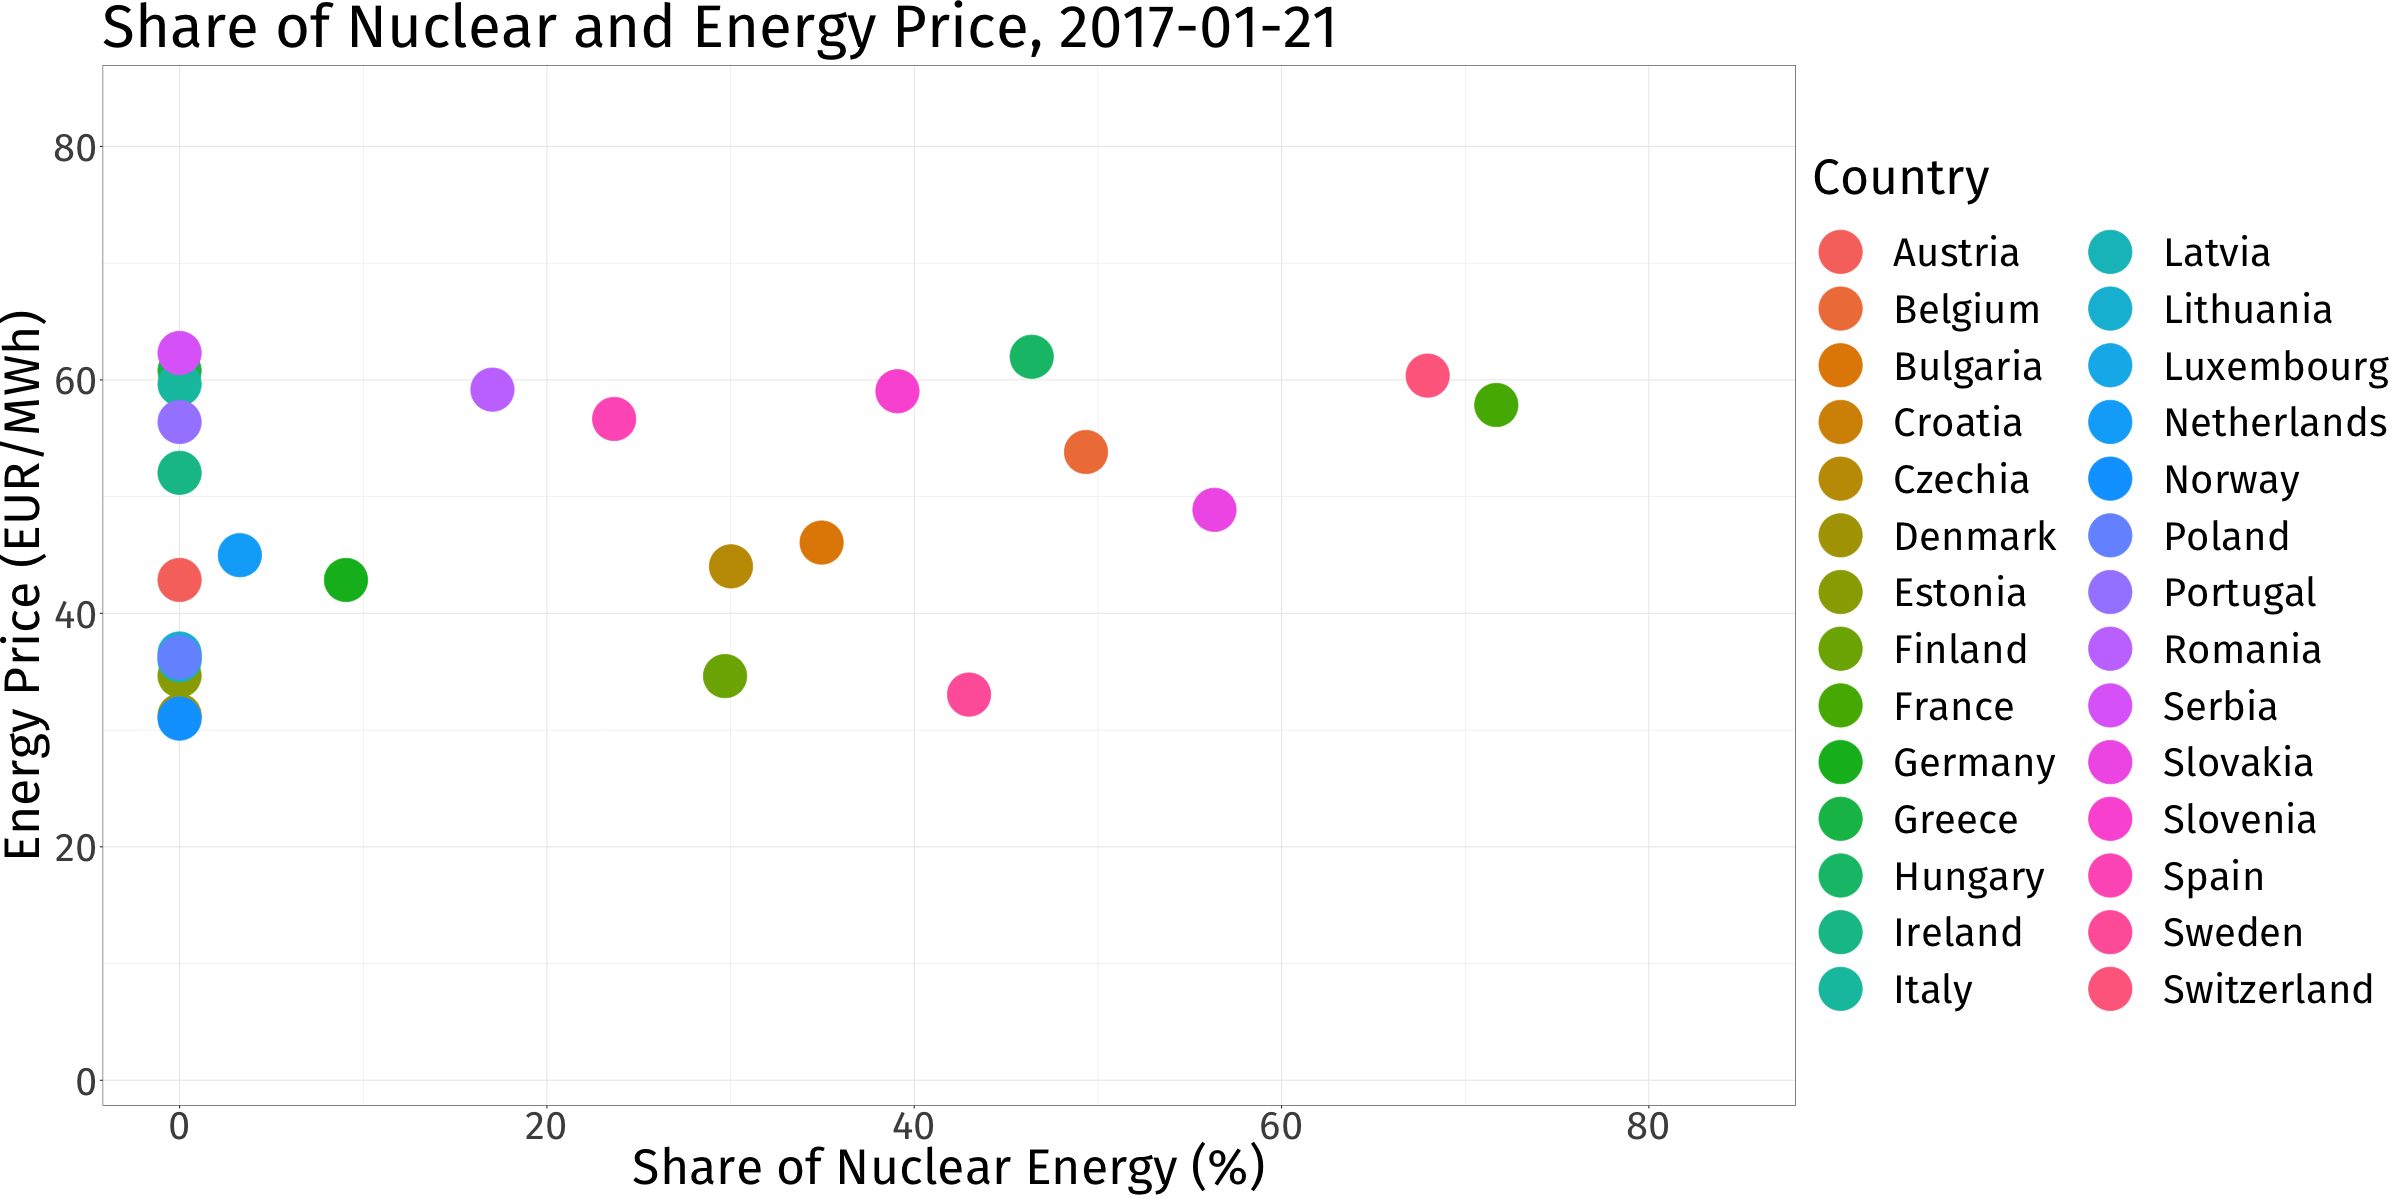 Share of Nuclear and Energy Price, 2017-01-21
Energy Price (EUR/MWh)
80
60
40
20
0
0 20 40 60 80
Share of Nuclear Energy (%)
Country
Austria
Belgium
Bulgaria
Croatia
Czechia
Denmark
Estonia
Finland
France
Germany
Greece
Hungary
Ireland
Italy
Latvia
Lithuania
Luxembourg
Netherlands
Norway
Poland
Portugal
Romania
Serbia
Slovakia
Slovenia
Spain
Sweden
Switzerland